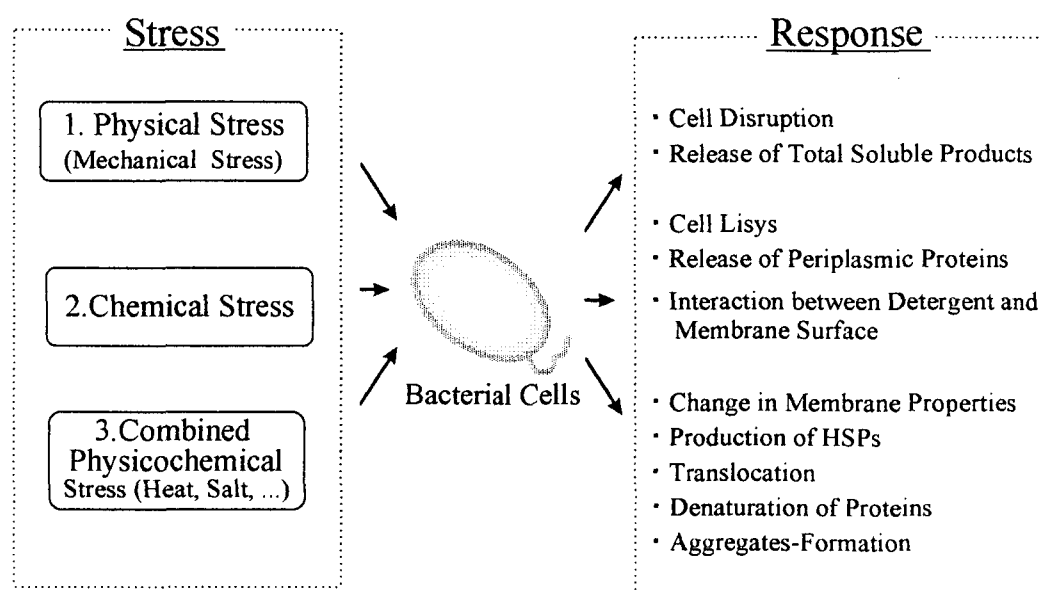 Stress
1. Physical Stress
(Mechanical Stress)
2.Chemical Stress
3.Combined
Physicochemical
Stress (Heat, Salt, ...)
Bacterial Cells
Response
· Cell Disruption
· Release of Total Soluble Products
· Cell Lisys
· Release of Periplasmic Proteins
· Interaction between Detergent and
Membrane Surface
· Change in Membrane Properties
· Production of HSPs
· Translocation
· Denaturation of Proteins
· Aggregates-Formation